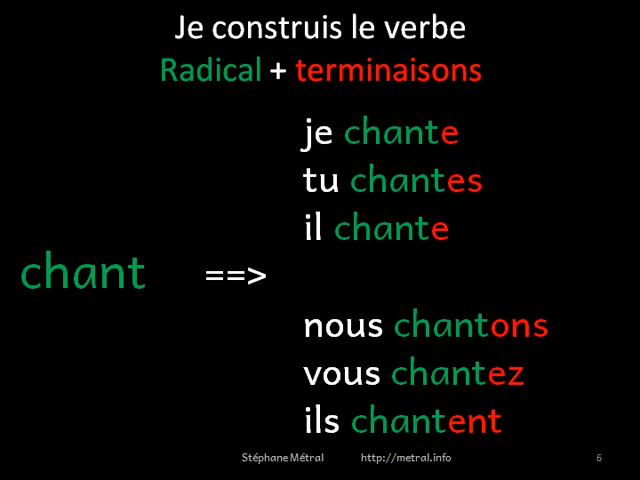 Je construis le verbe
Radical + terminaisons
je chante
tu chantes
il chante
chant ==>
nous chantons
vous chantez
ils chantent
Stéphane Métral http://metral.info 6